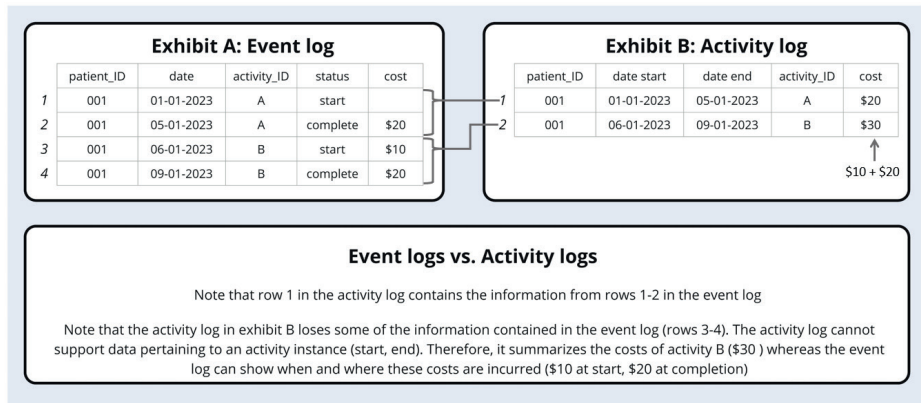 Exhibit A: Event log
patient_ID date activity_ID status cost
1 001 01-01-2023 A start
2 001 05-01-2023 A complete $20
3 001 06-01-2023 B start $10
4 001 09-01-2023 B complete $20
Exhibit B: Activity log
patient_ID date start date end activity_ID cost
1 001 01-01-2023 05-01-2023 A $20
2 001 06-01-2023 09-01-2023 B $30
$10 + $20
Event logs vs. Activity logs
Note that row 1 in the activity log contains the information from rows 1-2 in the event log
Note that the activity log in exhibit B loses some of the information contained in the event log (rows 3-4). The activity log cannot
support data pertaining to an activity instance (start, end). Therefore, it summarizes the costs of activity B ($30 ) whereas the event
log can show when and where these costs are incurred ($10 at start, $20 at completion)